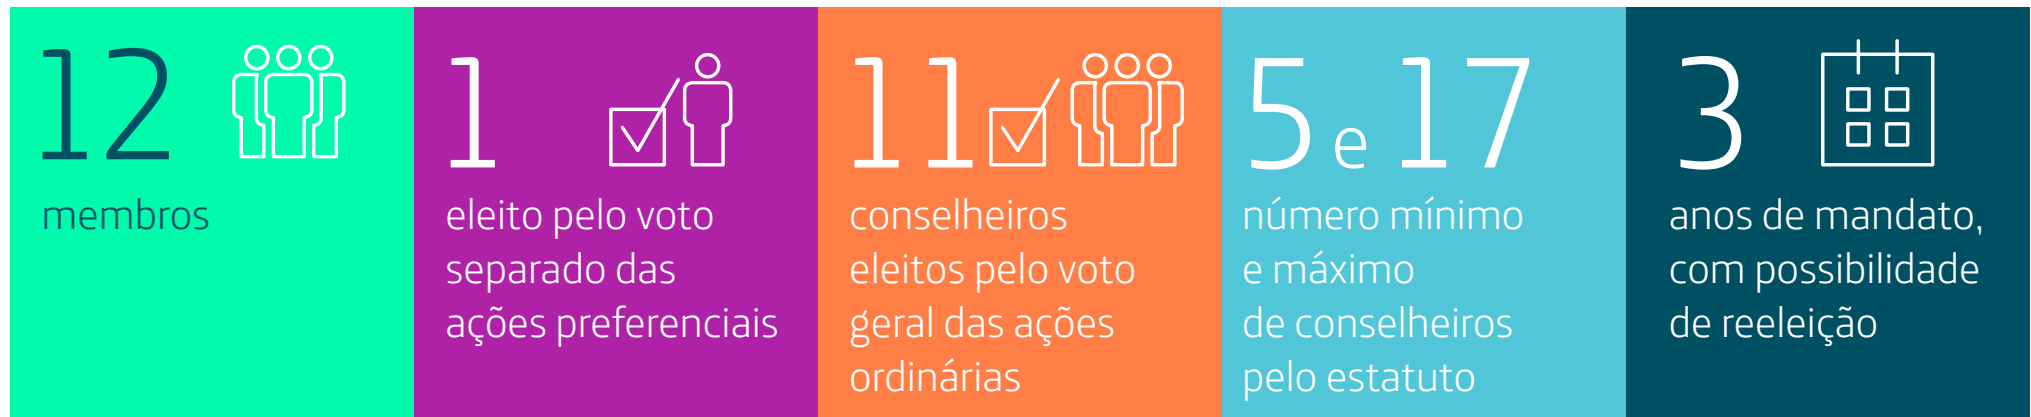 12
membros
1
eleito pelo voto
separado das
ações preferenciais
11
conselheiros
eleitos pelo voto
geral das ações
ordinárias
5 e 17
número mínimo
e máximo
de conselheiros
pelo estatuto
3
anos de mandato,
com possibilidade
de reeleição